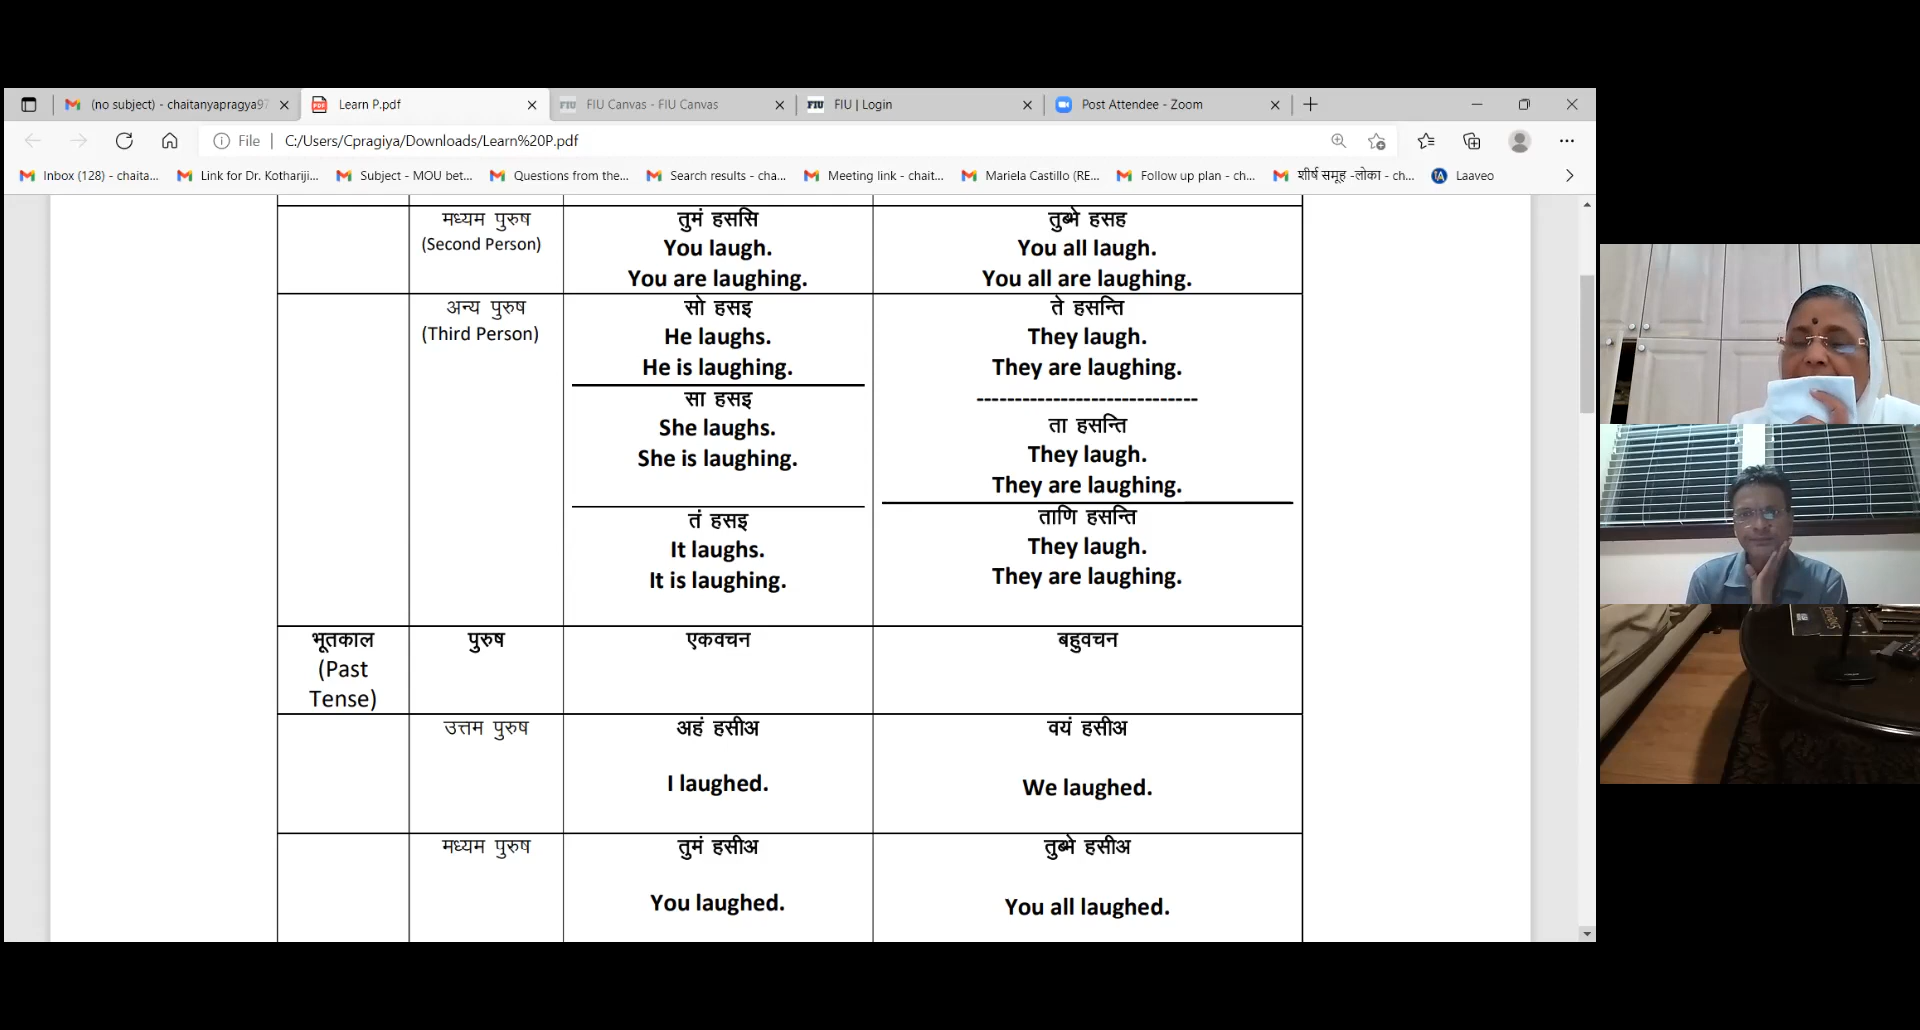 (no subject) - chaitanyapragya97
Learn P.pdf
FIU Canvas - FIU Canvas
FIU | Login
Post Attendee - Zoom
File
C:/Users/Cpragiya/Downloads/Learn%20P.pdf
Inbox (128) - chaita...
Link for Dr. Kothariji...
Subject - MOU bet...
Questions from the...
Search results - cha...
Meeting link - chait...
Mariela Castillo (RE...
Follow up plan - ch...
शीर्ष समूह -लोका - ch...
Laaveo
मध्यम पुरुष
(Second Person)
तुमं हससि
You laugh.
You are laughing.
तुब्भे हसह
You all laugh.
You all are laughing.
अन्य पुरुष
(Third Person)
सो हसइ
He laughs.
He is laughing.
सा हसइ
She laughs.
She is laughing.
तं हसइ
It laughs.
It is laughing.
ते हसन्ति
They laugh.
They are laughing.
-----------------------------
ता हसन्ति
They laugh.
They are laughing.
ताणि हसन्ति
They laugh.
They are laughing.
भूतकाल
(Past
Tense)
पुरुष
एकवचन
बहुवचन
उत्तम पुरुष
अहं हसीअ
I laughed.
वयं हसीअ
We laughed.
मध्यम पुरुष
तुमं हसीअ
You laughed.
तुब्भे हसीअ
You all laughed.